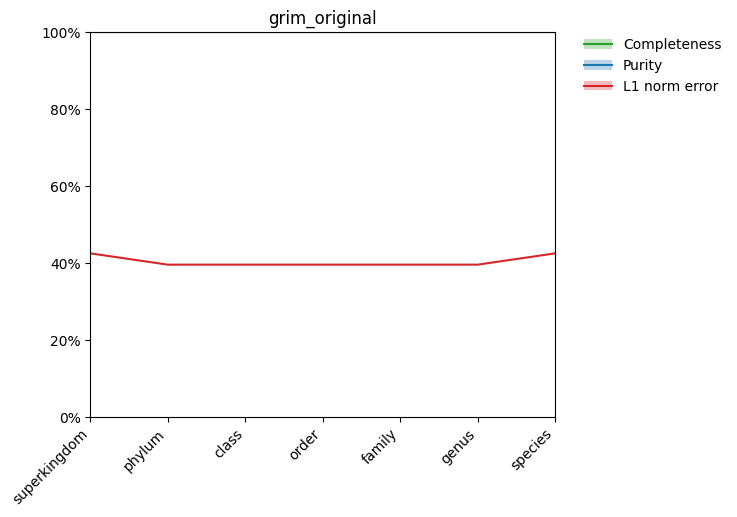 grim_original
100%
80%
60%
40%
20%
0%
superkingdom
phylum
class
order
family
genus
species
Completeness
Purity
L1 norm error